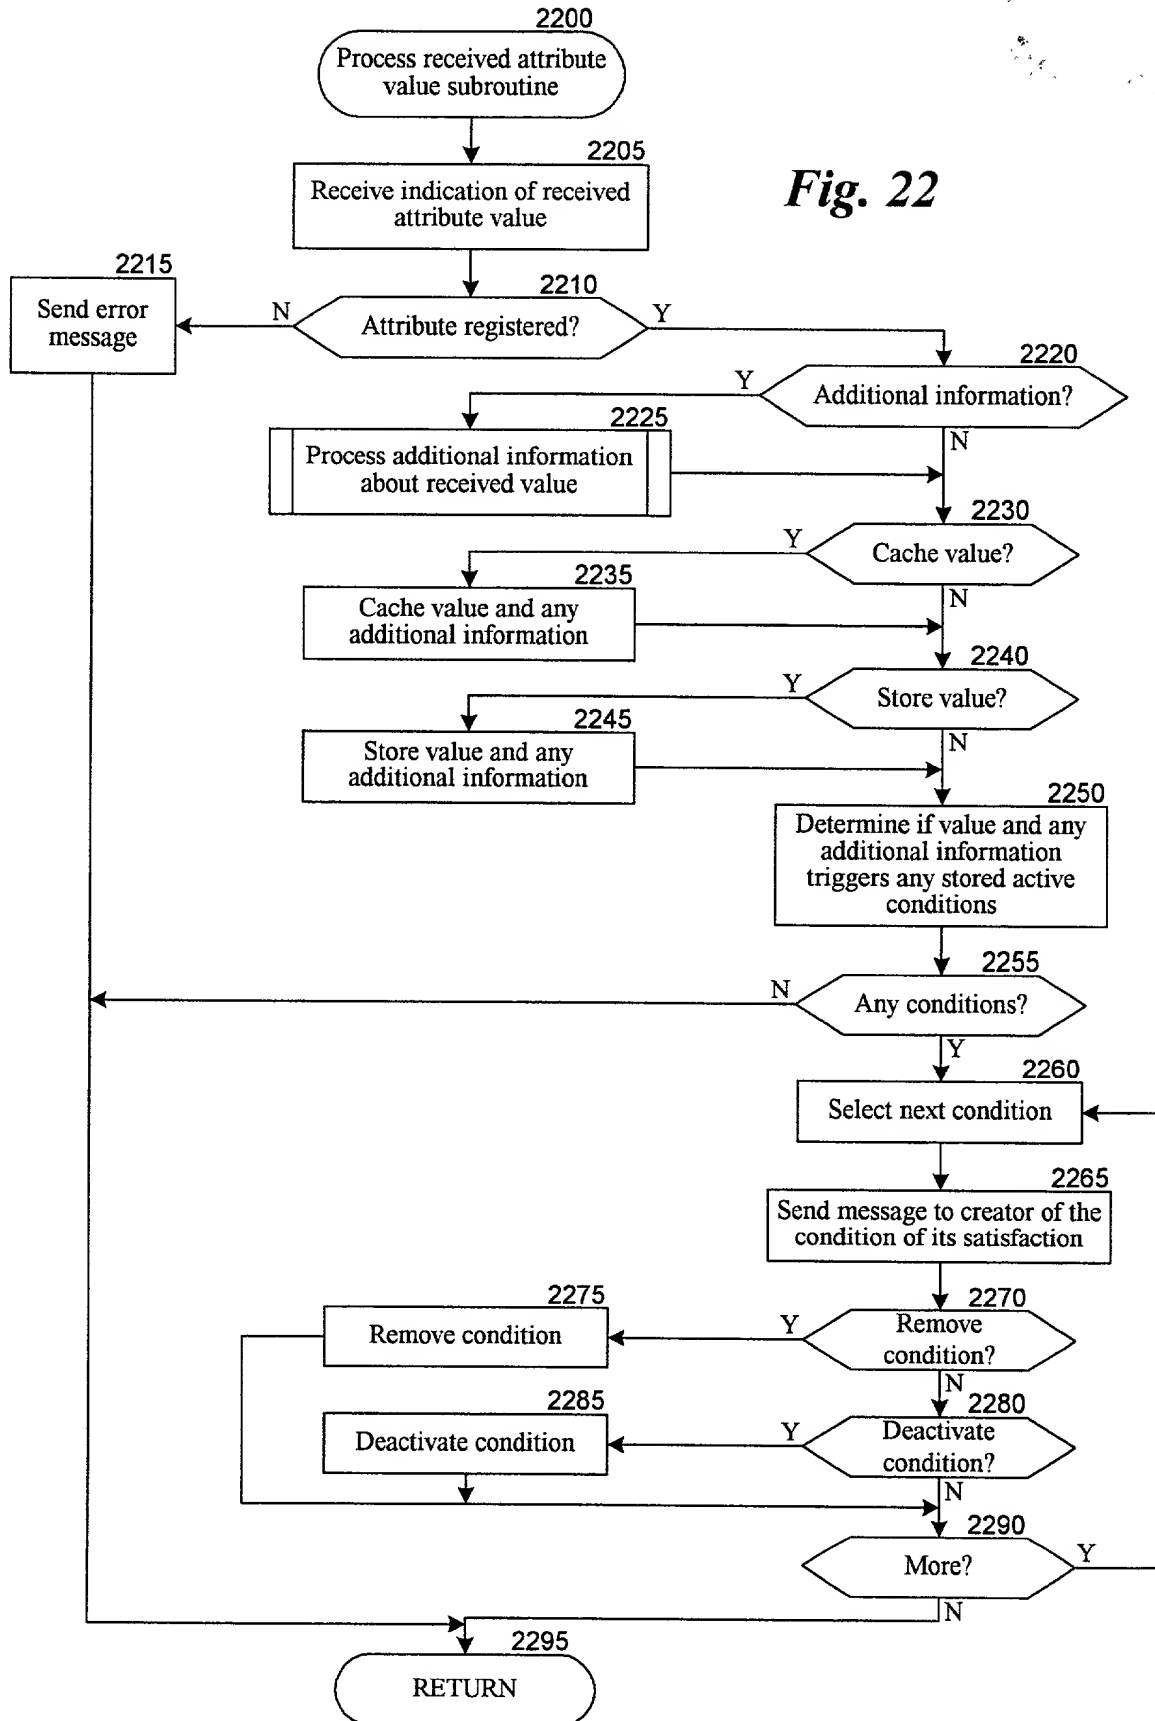 2200
Process received attribute
value subroutine
2205
Receive indication of received
attribute value
Fig. 22
2215
Send error
message
N
2210
Attribute registered?
Y
2220
Additional information?
Y
N
2225
Process additional information
about received value
2230
Cache value?
Y
N
2235
Cache value and any
additional information
2240
Store value?
Y
N
2245
Store value and any
additional information
2250
Determine if value and any
additional information
triggers any stored active
conditions
2255
Any conditions?
N
Y
2260
Select next condition
2265
Send message to creator of the
condition of its satisfaction
2270
Remove
condition?
Y
N
2275
Remove condition
2280
Deactivate
condition?
Y
N
2285
Deactivate condition
2290
More?
Y
N
2295
RETURN